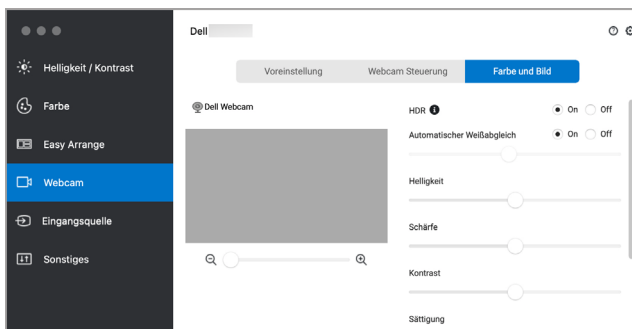 Dell
Helligkeit / Kontrast
Farbe
Easy Arrange
Webcam
Eingangsquelle
Sonstiges
Voreinstellung Webcam Steuerung Farbe und Bild
Dell Webcam
HDR On Off
Automatischer Weißabgleich On Off
Helligkeit
Schärfe
Kontrast
Sättigung